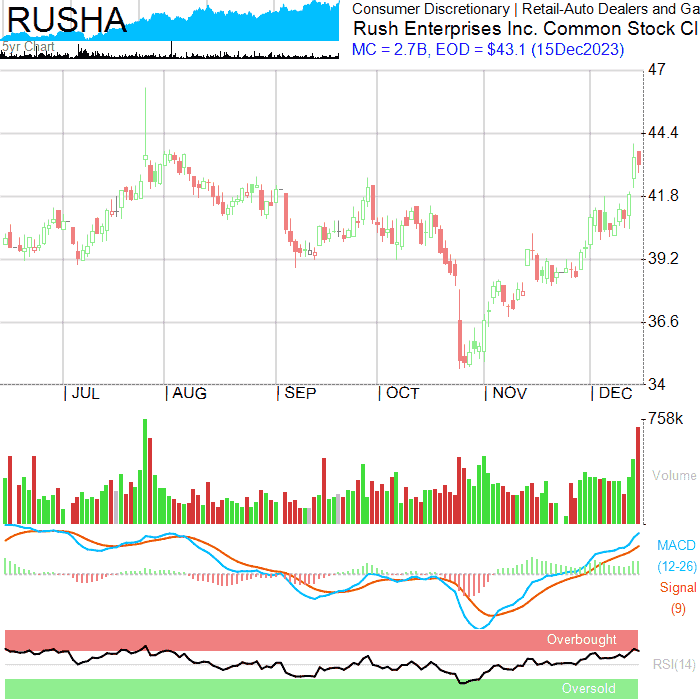 RUSHA
5yr Chart
Consumer Discretionary | Retail-Auto Dealers and Ga
Rush Enterprises Inc. Common Stock Cl
MC = 2.7B, EOD = $43.1 (15Dec2023)
47
44.4
41.8
39.2
36.6
34
| JUL | AUG | SEP | OCT | NOV | DEC
758k
Volume
MACD
(12-26)
Signal
(9)
Overbought
RSI(14)
Oversold